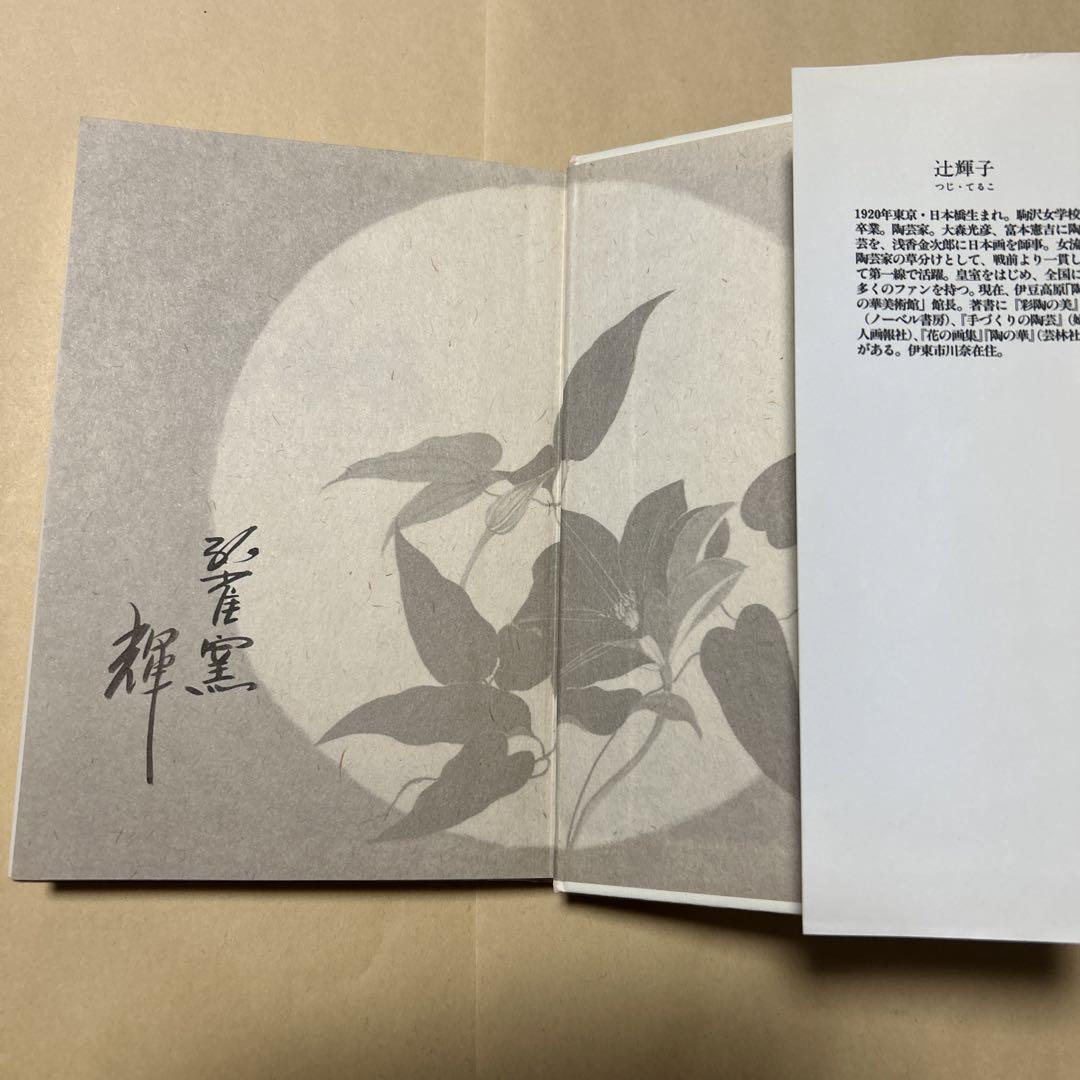 辻輝子
つじ・てるこ
1920年東京・日本橋生まれ。駒沢女学校
卒業。陶芸家。大森光彦、富本憲吉に陶
芸を、浅香金次郎に日本画を師事。女流
陶芸家の草分けとして、戦前より一貫し
て第一線で活躍。皇室をはじめ、全国に
多くのファンを持つ。現在、伊豆高原「陶
の華美術館」館長。著書に『彩陶の美』
(ノーベル書房)、『手づくりの陶芸』(婦
人画報社)、『花の画集』『陶の華』(芸林社
がある。伊東市川奈在住。
孔雀窯
輝